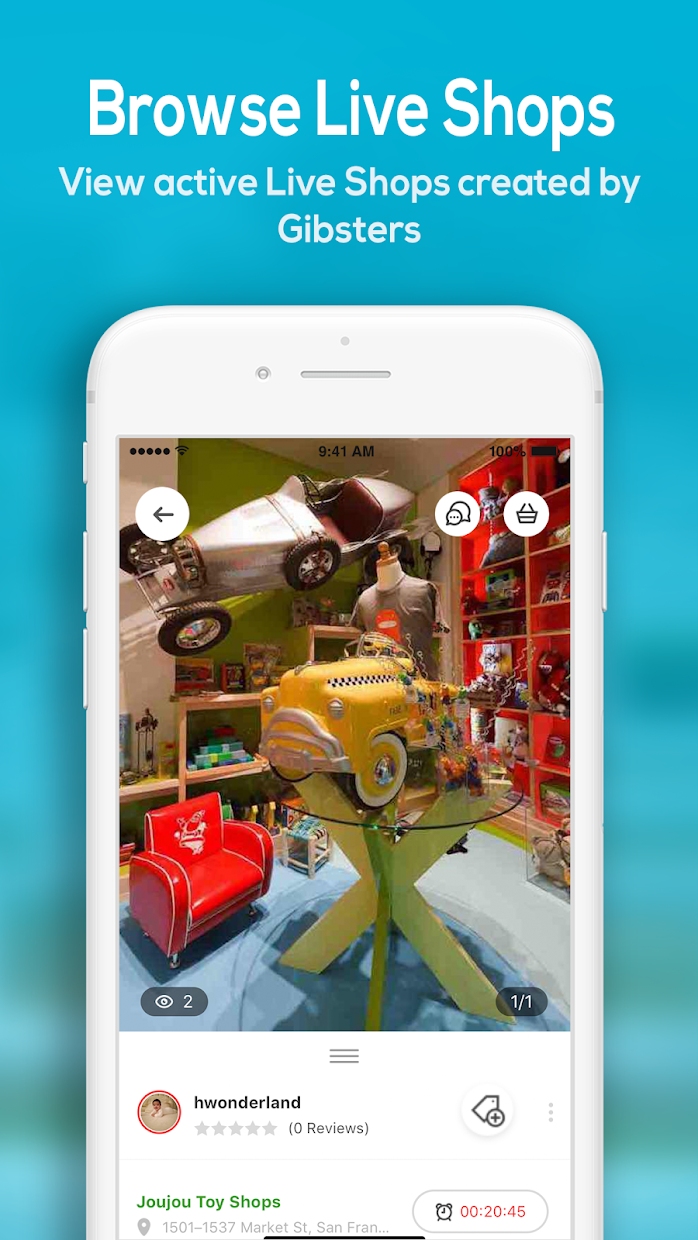 Browse Live Shops
View active Live Shops created by
Gibsters
9:41 AM
100%
2
1/1
hwonderland
(0 Reviews)
Joujou Toy Shops
00:20:45
1501–1537 Market St, San Fran...